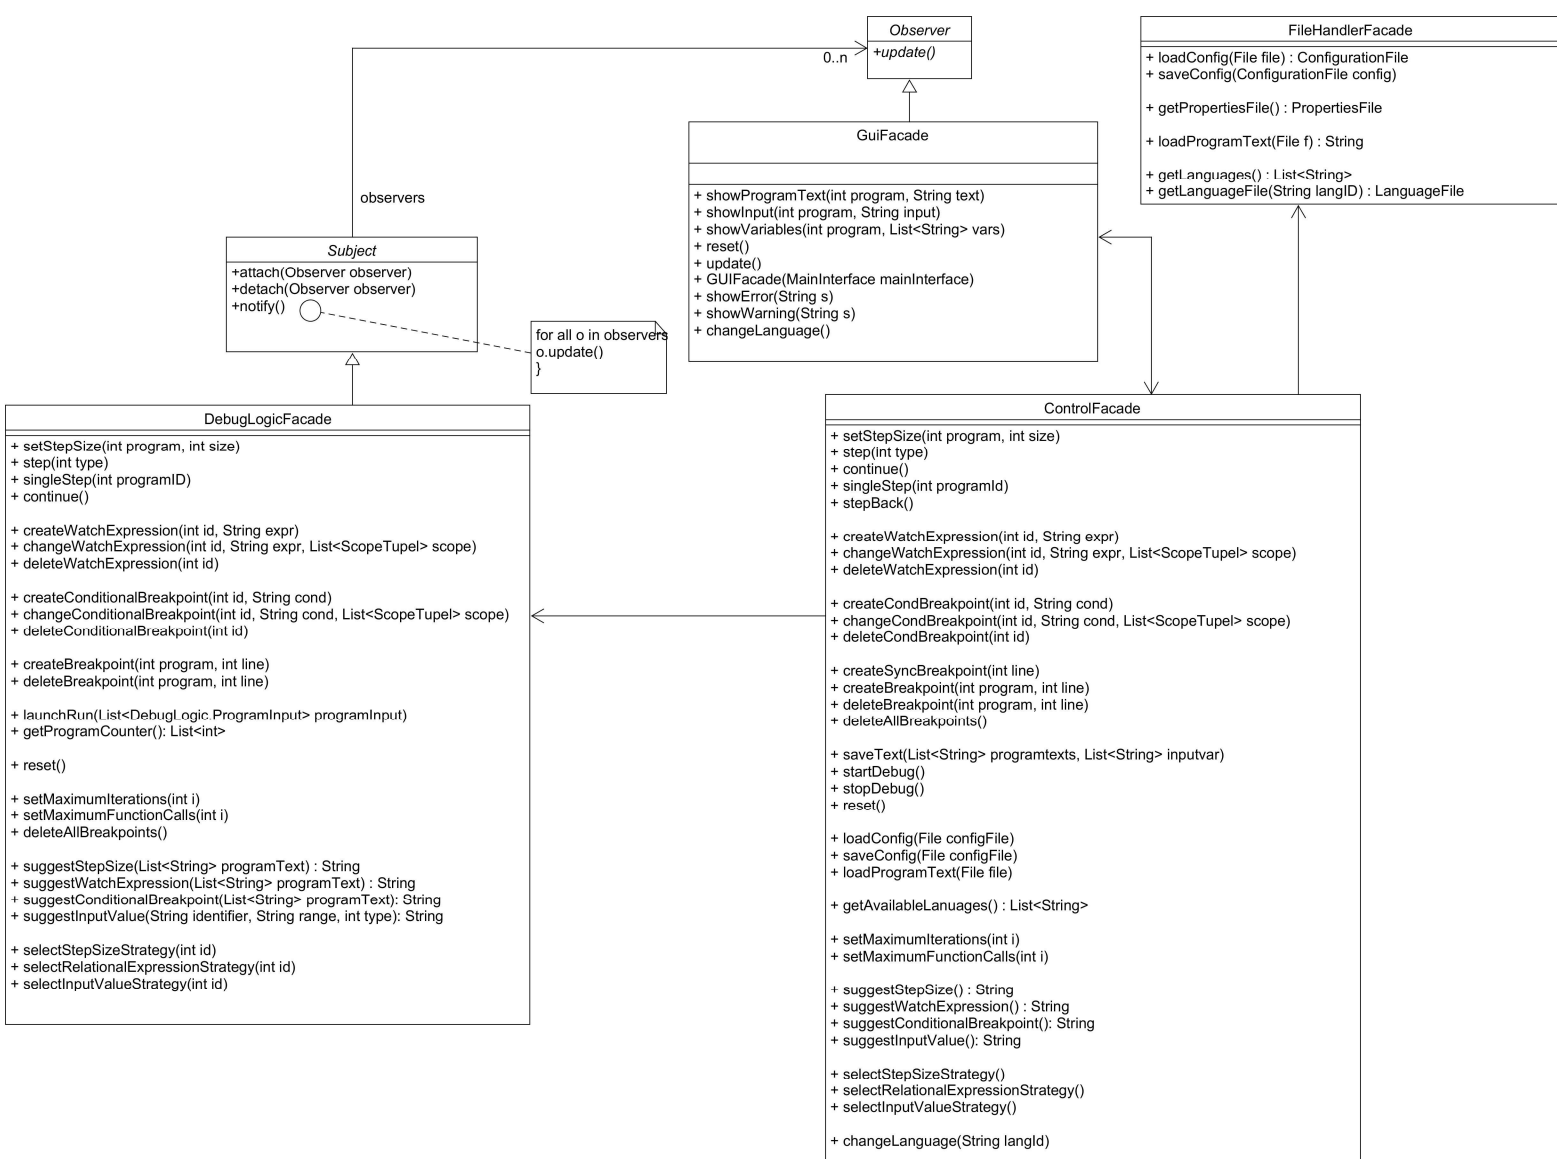 Observer
+update()
0..n
observers
FileHandlerFacade
+ loadConfig(File file) : ConfigurationFile
+ saveConfig(ConfigurationFile config)
+ getPropertiesFile() : PropertiesFile
+ loadProgramText(File f) : String
+ getLanguages() : List<String>
+ getLanguageFile(String langID) : LanguageFile
GuiFacade
+ showProgramText(int program, String text)
+ showInput(int program, String input)
+ showVariables(int program, List<String> vars)
+ reset()
+ update()
+ GUIFacade(MainInterface mainInterface)
+ showError(String s)
+ showWarning(String s)
+ changeLanguage()
Subject
+attach(Observer observer)
+detach(Observer observer)
+notify()
for all o in observers
o.update()
}
DebugLogicFacade
+ setStepSize(int program, int size)
+ step(int type)
+ singleStep(int programID)
+ continue()
+ createWatchExpression(int id, String expr)
+ changeWatchExpression(int id, String expr, List<ScopeTupel> scope)
+ deleteWatchExpression(int id)
+ createConditionalBreakpoint(int id, String cond)
+ changeConditionalBreakpoint(int id, String cond, List<ScopeTupel> scope)
+ deleteConditionalBreakpoint(int id)
+ createBreakpoint(int program, int line)
+ deleteBreakpoint(int program, int line)
+ launchRun(List<DebugLogic.ProgramInput> programInput)
+ getProgramCounter(): List<int>
+ reset()
+ setMaximumIterations(int i)
+ setMaximumFunctionCalls(int i)
+ deleteAllBreakpoints()
+ suggestStepSize(List<String> programText) : String
+ suggestWatchExpression(List<String> programText) : String
+ suggestConditionalBreakpoint(List<String> programText): String
+ suggestInputValue(String identifier, String range, int type): String
+ selectStepSizeStrategy(int id)
+ selectRelationalExpressionStrategy(int id)
+ selectInputValueStrategy(int id)
ControlFacade
+ setStepSize(int program, int size)
+ step(int type)
+ continue()
+ singleStep(int programId)
+ stepBack()
+ createWatchExpression(int id, String expr)
+ changeWatchExpression(int id, String expr, List<ScopeTupel> scope)
+ deleteWatchExpression(int id)
+ createCondBreakpoint(int id, String cond)
+ changeCondBreakpoint(int id, String cond, List<ScopeTupel> scope)
+ deleteCondBreakpoint(int id)
+ createSyncBreakpoint(int line)
+ createBreakpoint(int program, int line)
+ deleteBreakpoint(int program, int line)
+ deleteAllBreakpoints()
+ saveText(List<String> programtexts, List<String> inputvar)
+ startDebug()
+ stopDebug()
+ reset()
+ loadConfig(File configFile)
+ saveConfig(File configFile)
+ loadProgramText(File file)
+ getAvailableLanuages() : List<String>
+ setMaximumIterations(int i)
+ setMaximumFunctionCalls(int i)
+ suggestStepSize() : String
+ suggestWatchExpression() : String
+ suggestConditionalBreakpoint(): String
+ suggestInputValue(): String
+ selectStepSizeStrategy()
+ selectRelationalExpressionStrategy()
+ selectInputValueStrategy()
+ changeLanguage(String langId)